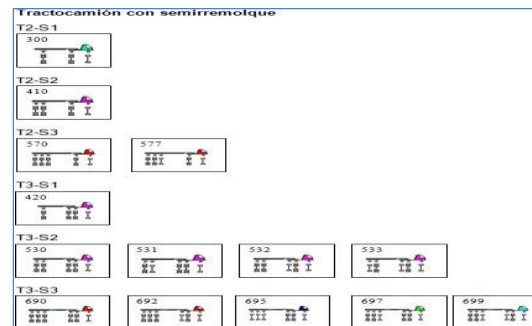 Tractocamión con semirremolque
T2-S1
300
T2-S2
410
T2-S3
570 577
T3-S1
420
T3-S2
530 531 532 533
T3-S3
690 692 695 697 699